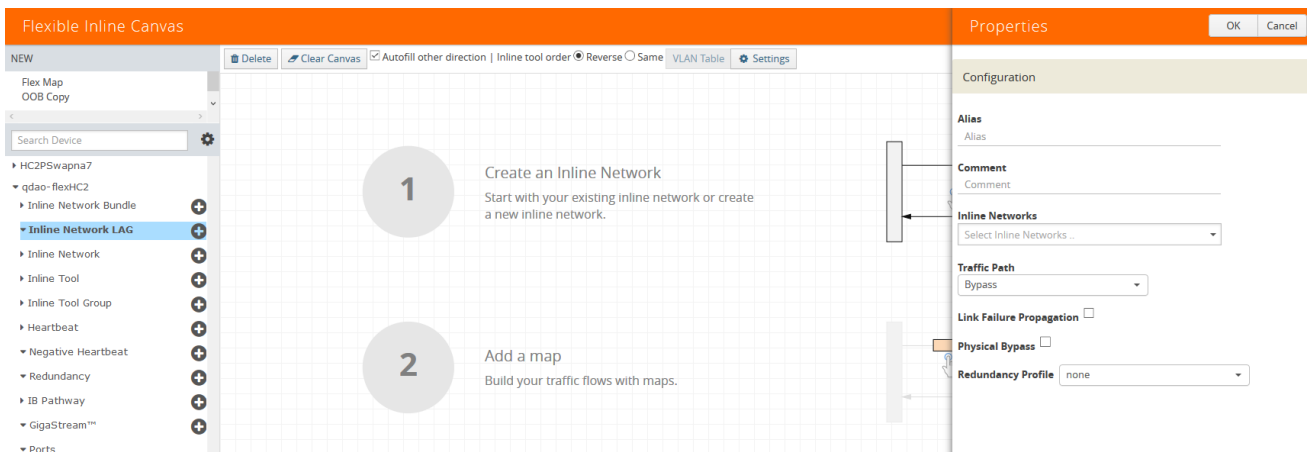 Flexible Inline Canvas
Properties
OK
Cancel
NEW
Delete
Clear Canvas
Autofill other direction | Inline tool order
Reverse
Same
VLAN Table
Settings
Flex Map
OOB Copy
Search Device
HC2PSwapna7
qdao-flexHC2
Inline Network Bundle
Inline Network LAG
Inline Network
Inline Tool
Inline Tool Group
Heartbeat
Negative Heartbeat
Redundancy
IB Pathway
GigaStream™
Ports
1
Create an Inline Network
Start with your existing inline network or create
a new inline network.
2
Add a map
Build your traffic flows with maps.
Configuration
Alias
Alias
Comment
Comment
Inline Networks
Select Inline Networks ..
Traffic Path
Bypass
Link Failure Propagation
Physical Bypass
Redundancy Profile
none